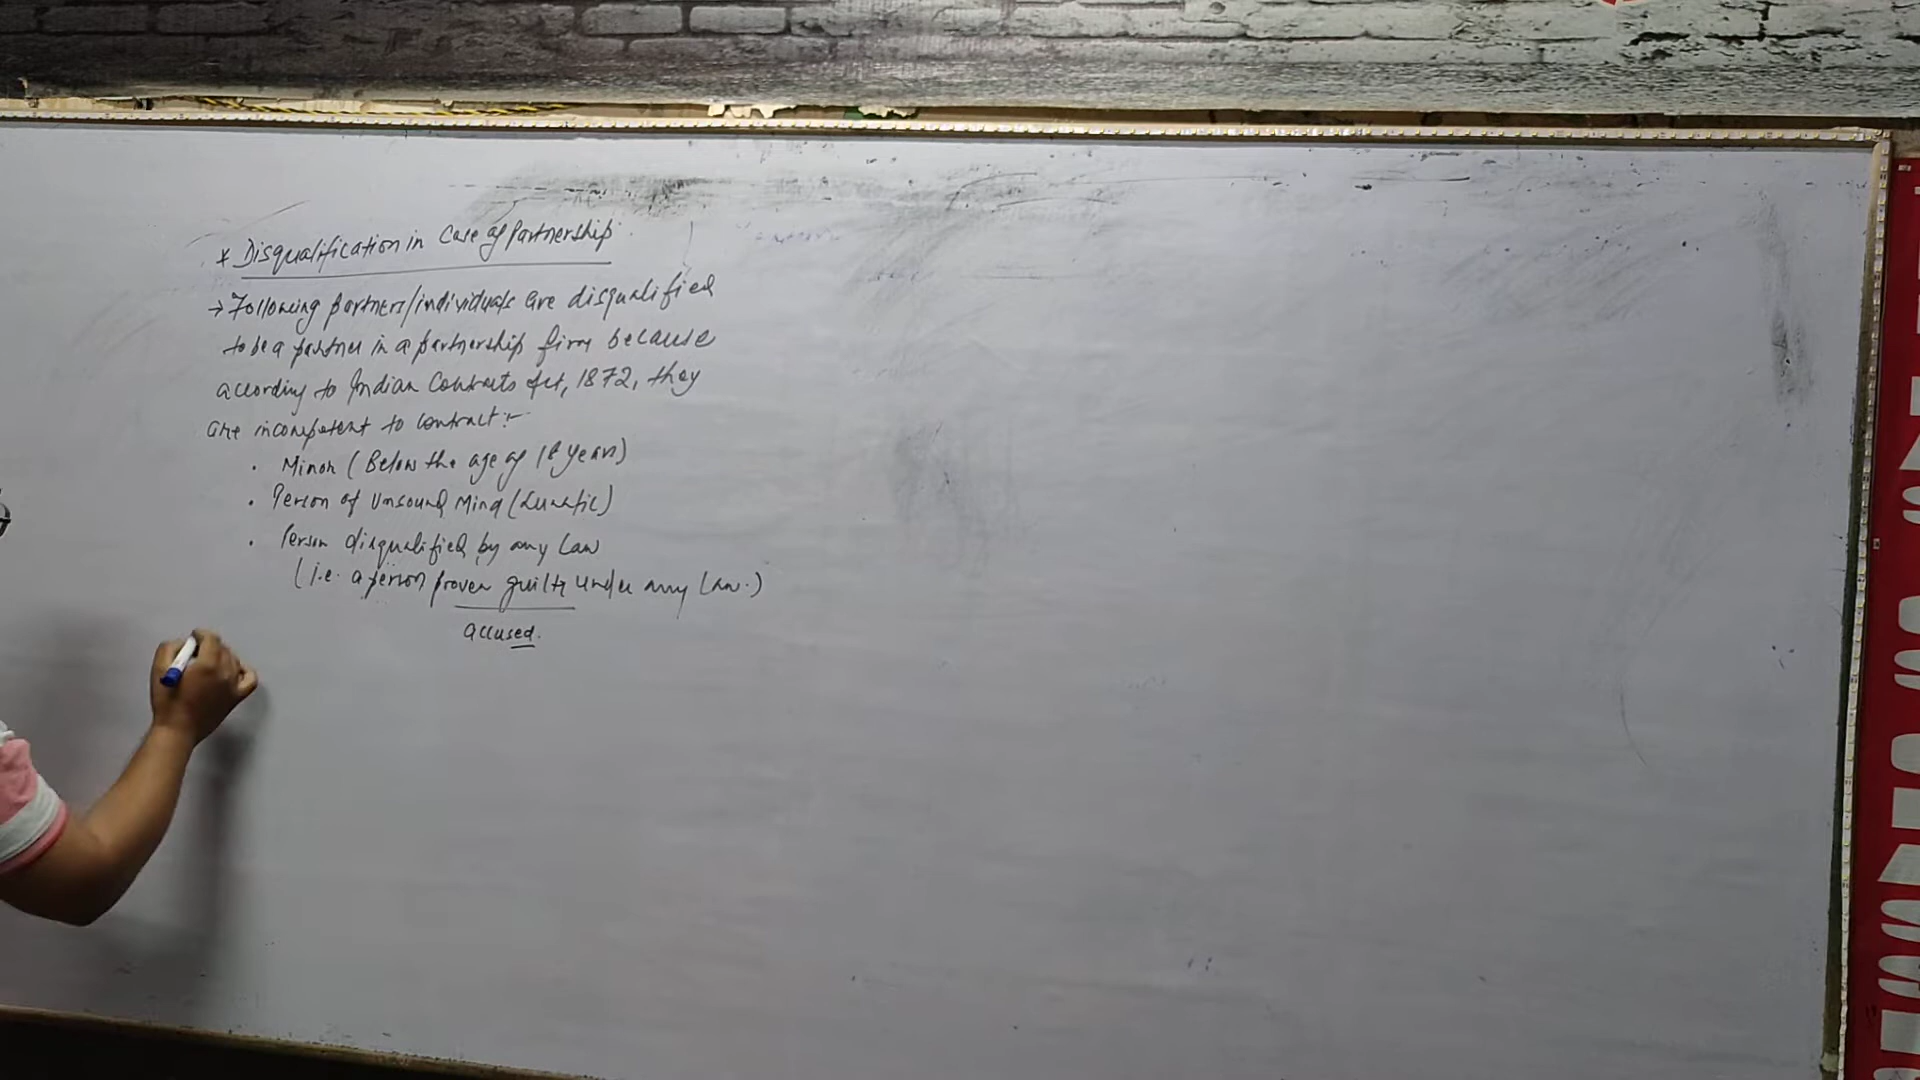 * Disqualification in Case of Partnership
→ Following partners/individuals are disqualified
to be a partner in a partnership firm because
according to Indian Contracts Act, 1872, they
are incompetent to contract:-
• Minor (Below the age of 18 years)
• Person of Unsound Mind (Lunatic)
• Person disqualified by any Law
(i.e. a person proven guilty under any Law.)
accused.